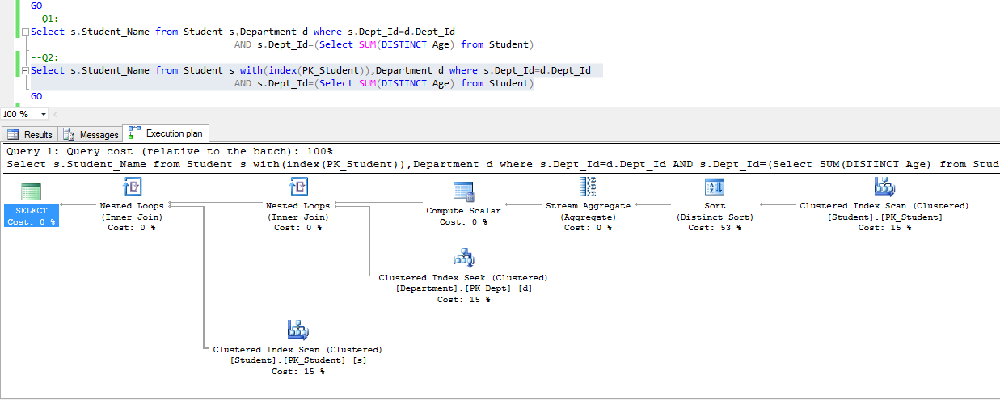 GO
--Q1:
Select s.Student_Name from Student s,Department d where s.Dept_Id=d.Dept_Id
AND s.Dept_Id=(Select SUM(DISTINCT Age) from Student)
--Q2:
Select s.Student_Name from Student s with(index(PK_Student)),Department d where s.Dept_Id=d.Dept_Id
AND s.Dept_Id=(Select SUM(DISTINCT Age) from Student)
GO
100 %
Results Messages Execution plan
Query 1: Query cost (relative to the batch): 100%
Select s.Student_Name from Student s with(index(PK_Student)),Department d where s.Dept_Id=d.Dept_Id AND s.Dept_Id=(Select SUM(DISTINCT Age) from Stud
SELECT
Cost: 0 %
Nested Loops
(Inner Join)
Cost: 0 %
Nested Loops
(Inner Join)
Cost: 0 %
Compute Scalar
Cost: 0 %
Stream Aggregate
(Aggregate)
Cost: 0 %
Sort
(Distinct Sort)
Cost: 53 %
Clustered Index Scan (Clustered)
[Student].[PK_Student]
Cost: 15 %
Clustered Index Seek (Clustered)
[Department].[PK_Dept] [d]
Cost: 15 %
Clustered Index Scan (Clustered)
[Student].[PK_Student] [s]
Cost: 15 %